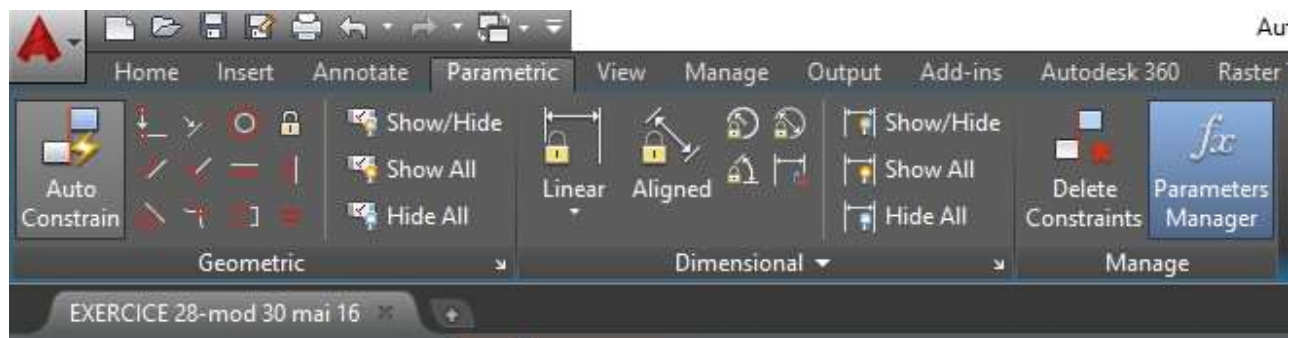 Au
Home Insert Annotate Parametric View Manage Output Add-ins Autodesk 360 Raster
Auto
Constrain
Show/Hide
Show All
Hide All
Geometric
Linear
Aligned
Show/Hide
Show All
Hide All
Dimensional
Delete
Constraints
fx
Parameters
Manager
Manage
EXERCICE 28-mod 30 mai 16